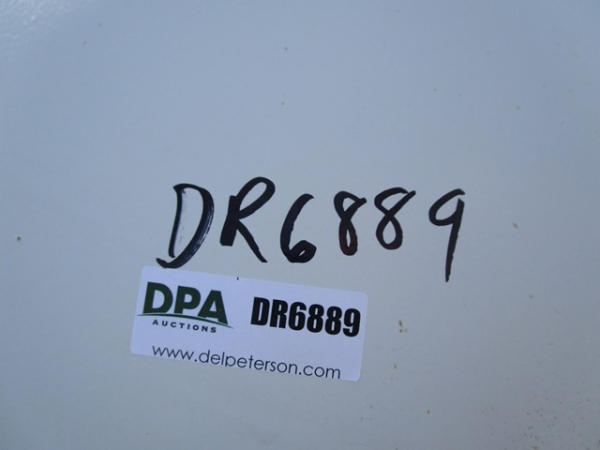 DR6889
DPA
AUCTIONS
DR6889
www.delpeterson.com